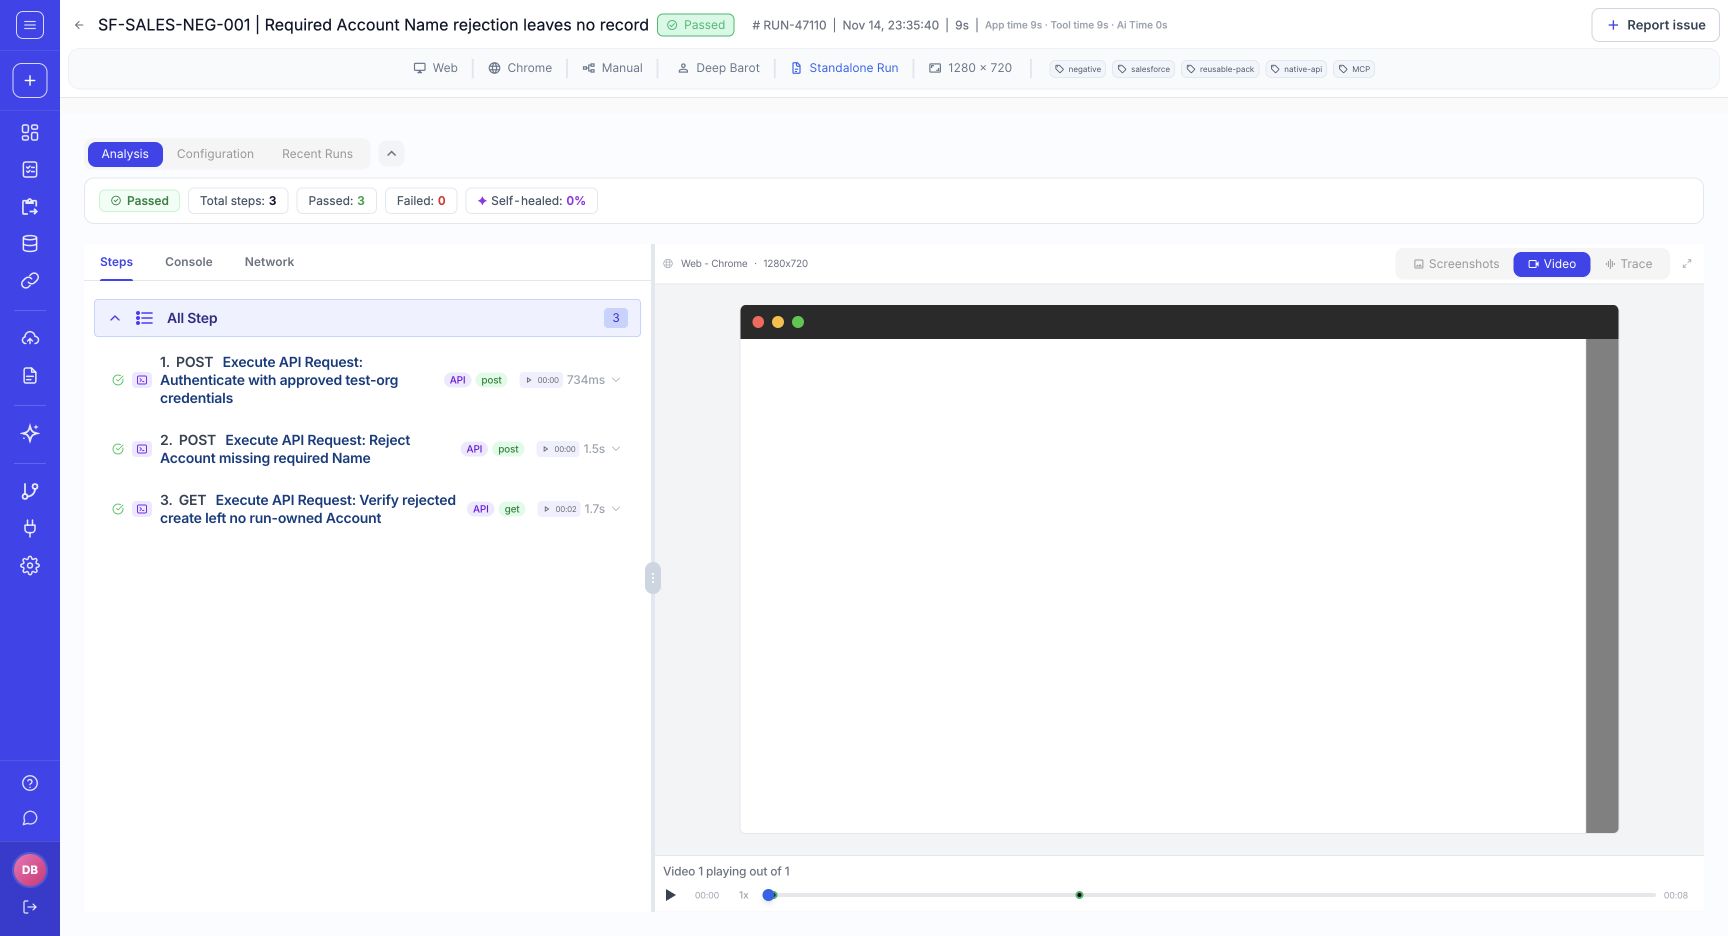 SF-SALES-NEG-001 | Required Account Name rejection leaves no record
Passed
# RUN-47110 | Nov 14, 23:35:40 | 9s | App time 9s · Tool time 9s · Ai Time 0s
Report issue
Web
Chrome
Manual
Deep Barot
Standalone Run
1280 × 720
negative
salesforce
reusable-pack
native-api
MCP
Analysis
Configuration
Recent Runs
Passed
Total steps: 3
Passed: 3
Failed: 0
Self-healed: 0%
Steps
Console
Network
All Step
3
1. POST Execute API Request:
Authenticate with approved test-org
credentials
API
post
00:00
734ms
2. POST Execute API Request: Reject
Account missing required Name
API
post
00:00
1.5s
3. GET Execute API Request: Verify rejected
create left no run-owned Account
API
get
00:02
1.7s
Web - Chrome · 1280x720
Screenshots
Video
Trace
Video 1 playing out of 1
00:00
1x
00:08
DB